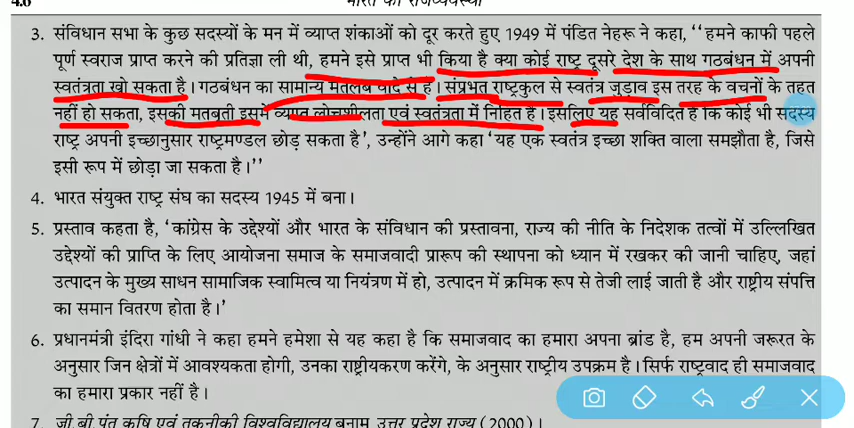 4.6 भारत की राजव्यवस्था
3. संविधान सभा के कुछ सदस्यों के मन में व्याप्त शंकाओं को दूर करते हुए 1949 में पंडित नेहरू ने कहा, ''हमने काफी पहले
पूर्ण स्वराज प्राप्त करने की प्रतिज्ञा ली थी, हमने इसे प्राप्त भी किया है क्या कोई राष्ट्र दूसरे देश के साथ गठबंधन में अपनी
स्वतंत्रता खो सकता है। गठबंधन का सामान्य मतलब वादे से है। संप्रभुत राष्ट्रकुल से स्वतंत्र जुड़ाव इस तरह के वचनों के तहत
नहीं हो सकता, इसकी मतबूती इसमें व्याप्त लोचशीलता एवं स्वतंत्रता में निहित है। इसलिए यह सर्वविदित है कि कोई भी सदस्य
राष्ट्र अपनी इच्छानुसार राष्ट्रमण्डल छोड़ सकता है', उन्होंने आगे कहा 'यह एक स्वतंत्र इच्छा शक्ति वाला समझौता है, जिसे
इसी रूप में छोड़ा जा सकता है।''
4. भारत संयुक्त राष्ट्र संघ का सदस्य 1945 में बना।
5. प्रस्ताव कहता है, 'कांग्रेस के उद्देश्यों और भारत के संविधान की प्रस्तावना, राज्य की नीति के निदेशक तत्वों में उल्लिखित
उद्देश्यों की प्राप्ति के लिए आयोजना समाज के समाजवादी प्रारूप की स्थापना को ध्यान में रखकर की जानी चाहिए, जहां
उत्पादन के मुख्य साधन सामाजिक स्वामित्व या नियंत्रण में हो, उत्पादन में क्रमिक रूप से तेजी लाई जाती है और राष्ट्रीय संपत्ति
का समान वितरण होता है।'
6. प्रधानमंत्री इंदिरा गांधी ने कहा हमने हमेशा से यह कहा है कि समाजवाद का हमारा अपना ब्रांड है, हम अपनी जरूरत के
अनुसार जिन क्षेत्रों में आवश्यकता होगी, उनका राष्ट्रीयकरण करेंगे, के अनुसार राष्ट्रीय उपक्रम है। सिर्फ राष्ट्रवाद ही समाजवाद
का हमारा प्रकार नहीं है।
7. जी.बी.पंत कृषि एवं तकनीकी विश्वविद्यालय बनाम, उत्तर प्रदेश राज्य (2000)।